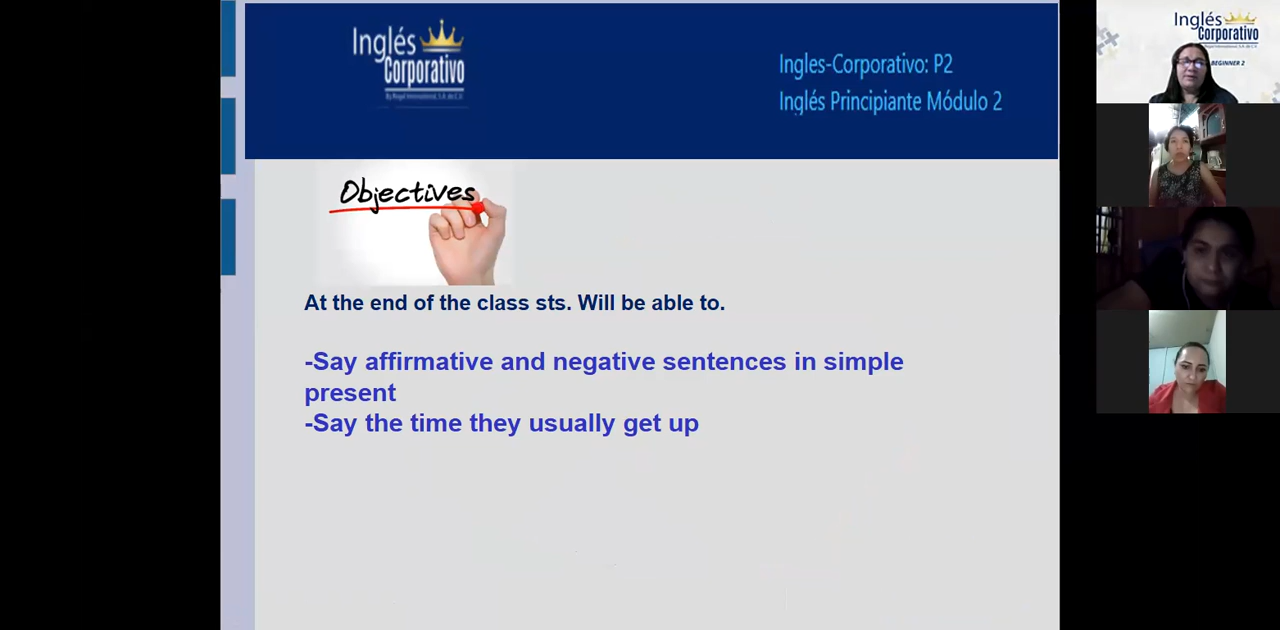 Inglés
Corporativo
By Regal International, S.A. de C.V.
Ingles-Corporativo: P2
Inglés Principiante Módulo 2
Objectives
At the end of the class sts. Will be able to.
-Say affirmative and negative sentences in simple
present
-Say the time they usually get up
Inglés
Corporativo
BEGINNER 2